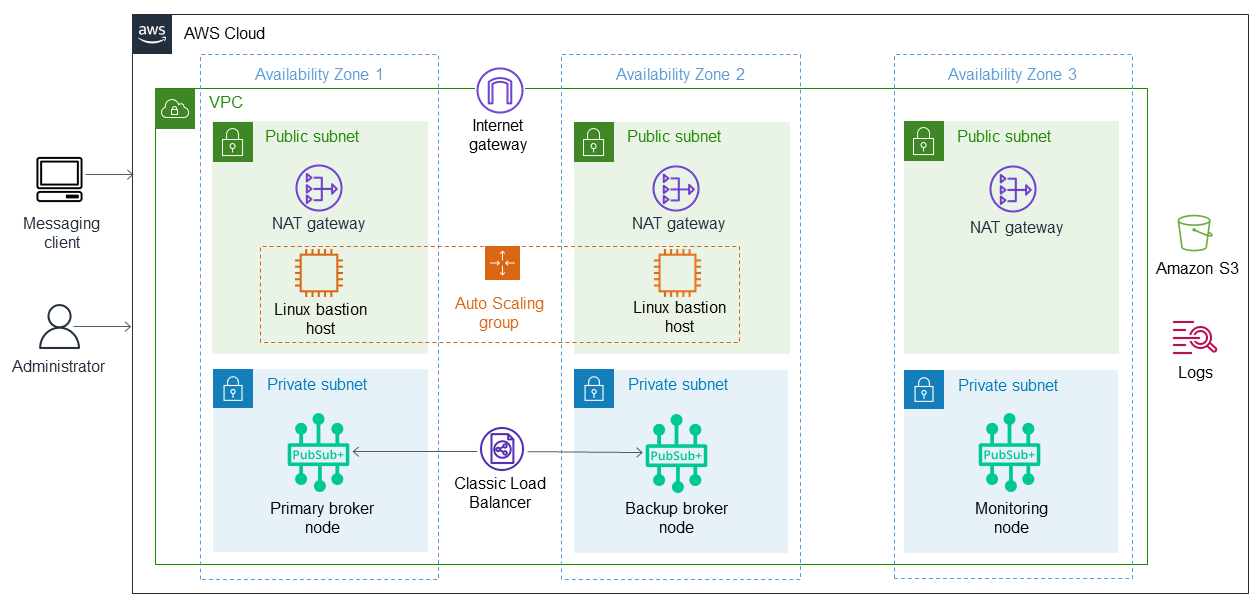 aws
AWS Cloud
Availability Zone 1
Availability Zone 2
Availability Zone 3
VPC
Internet
gateway
Public subnet
Public subnet
Public subnet
NAT gateway
NAT gateway
NAT gateway
Messaging
client
Linux bastion
host
Auto Scaling
group
Linux bastion
host
Amazon S3
Administrator
Logs
Private subnet
Private subnet
Private subnet
PubSub+
PubSub+
PubSub+
Primary broker
node
Classic Load
Balancer
Backup broker
node
Monitoring
node